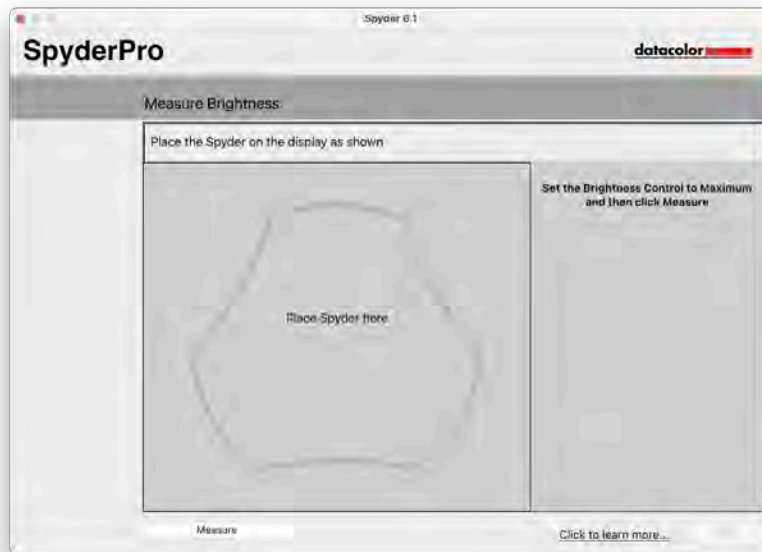 Spyder 6.1
SpyderPro
datacolor
Measure Brightness
Place the Spyder on the display as shown
Set the Brightness Control to Maximum
and then click Measure
Place Spyder here
Measure
Click to learn more...